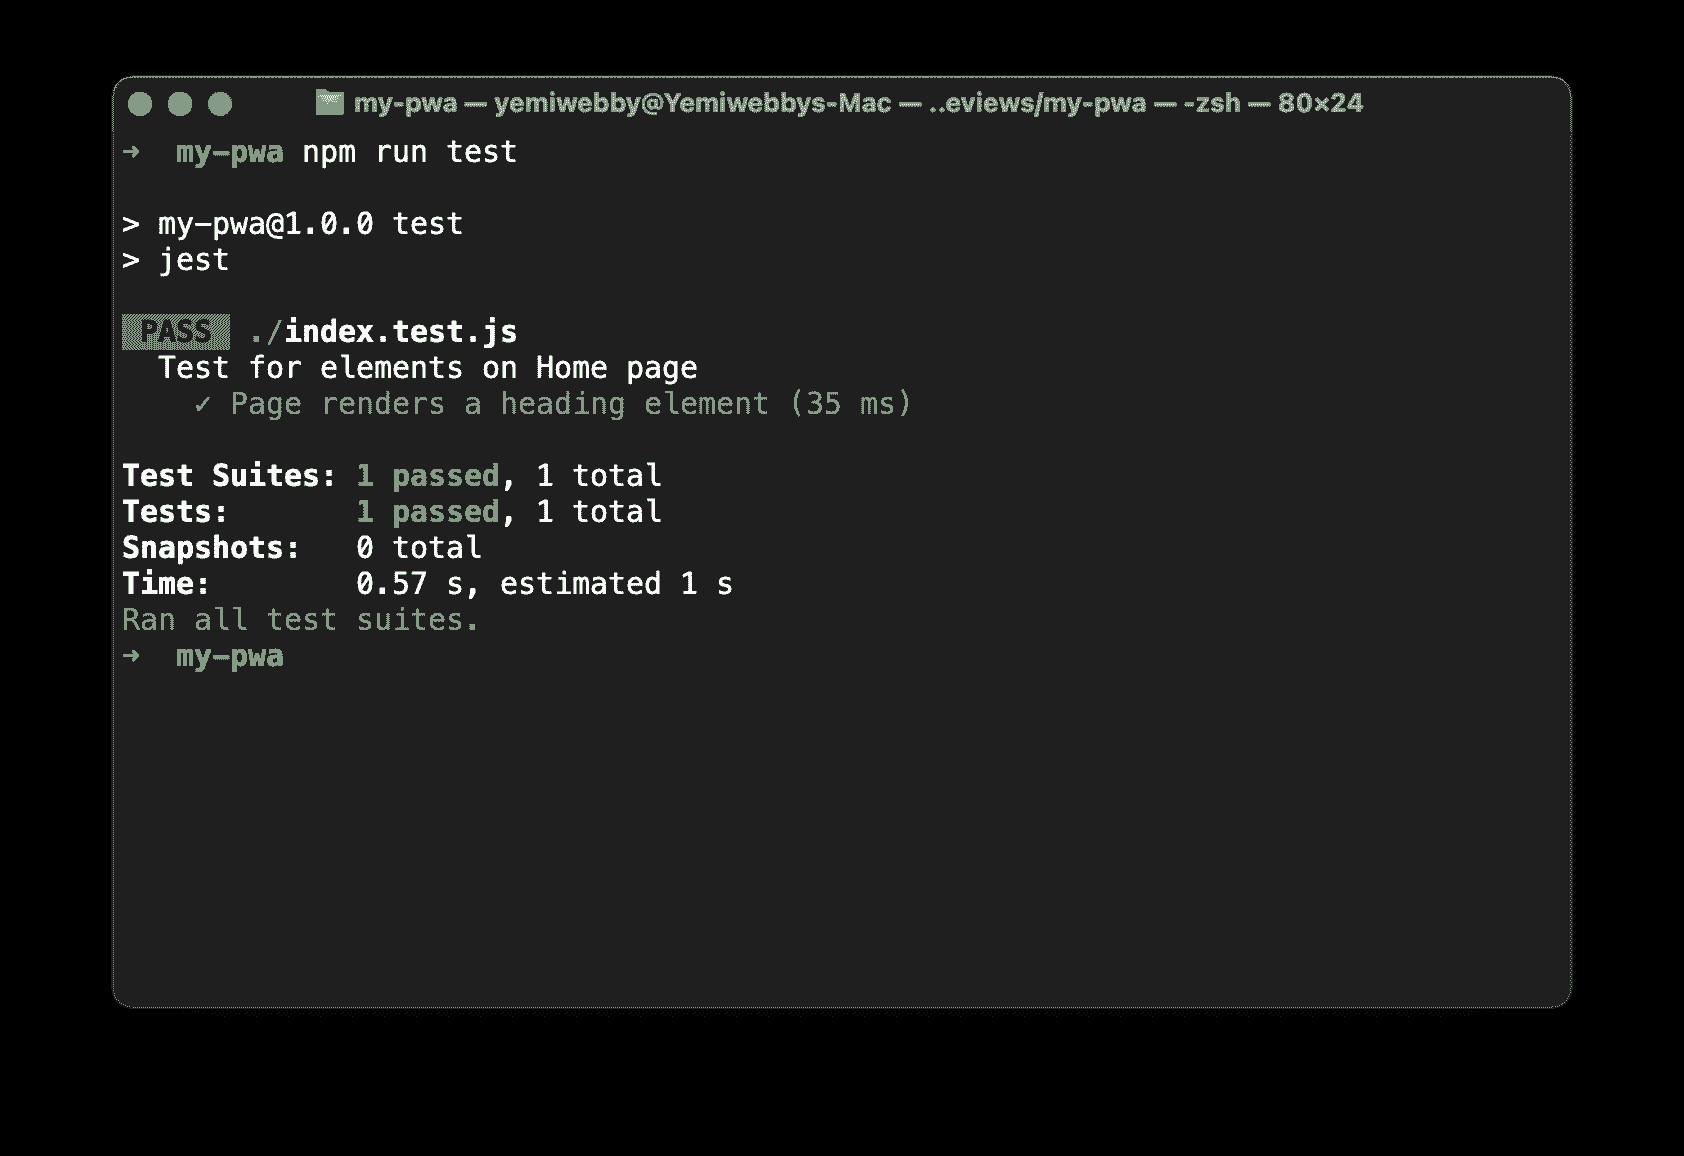 my-pwa — yemiwebby@Yemiwebbys-Mac — ..eviews/my-pwa — -zsh — 80×24
➜  my-pwa npm run test
> my-pwa@1.0.0 test
> jest
PASS ./index.test.js
Test for elements on Home page
✓ Page renders a heading element (35 ms)
Test Suites: 1 passed, 1 total
Tests:       1 passed, 1 total
Snapshots:   0 total
Time:        0.57 s, estimated 1 s
Ran all test suites.
➜  my-pwa